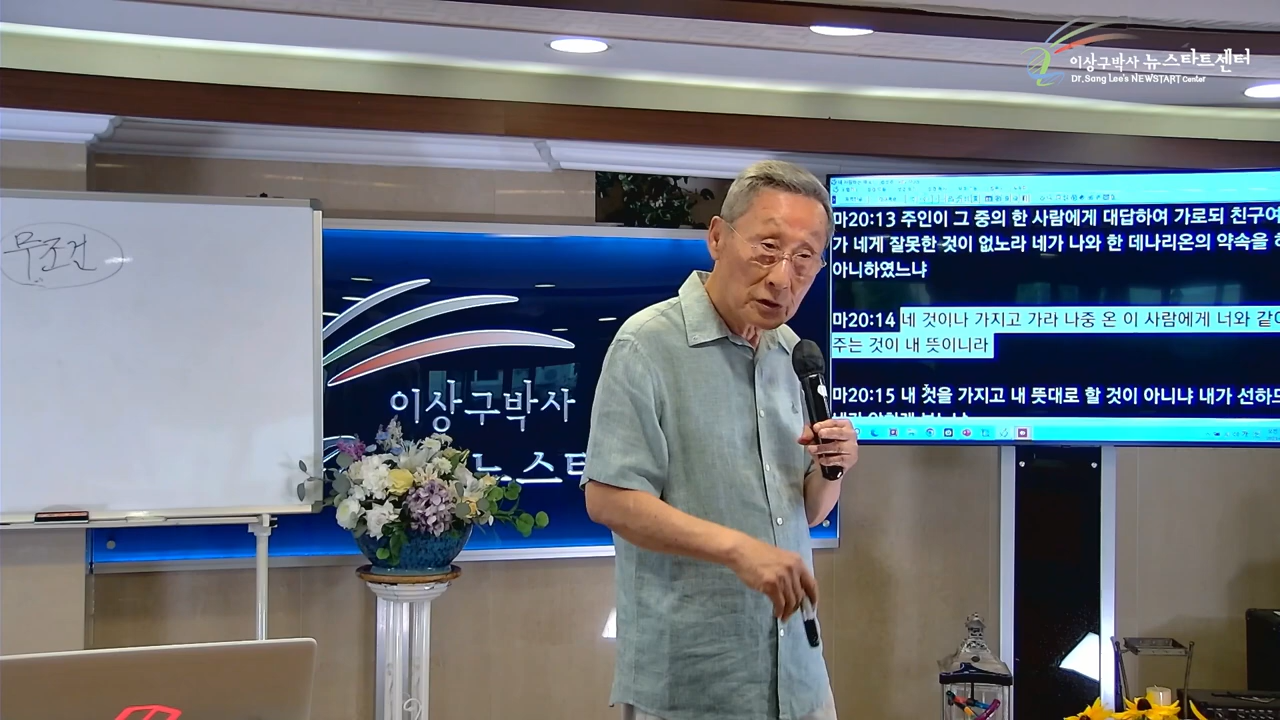 이상구박사 뉴스타트센터
Dr.Sang Lee's NEWSTART Center
무조건
이상구박사
뉴스타
마20:13 주인이 그 중의 한 사람에게 대답하여 가로되 친구여
가 네게 잘못한 것이 없노라 네가 나와 한 데나리온의 약속을 하
아니하였느냐
마20:14 네 것이나 가지고 가라 나중 온 이 사람에게 너와 같이
주는 것이 내 뜻이니라
마20:15 내 것을 가지고 내 뜻대로 할 것이 아니냐 내가 선하므